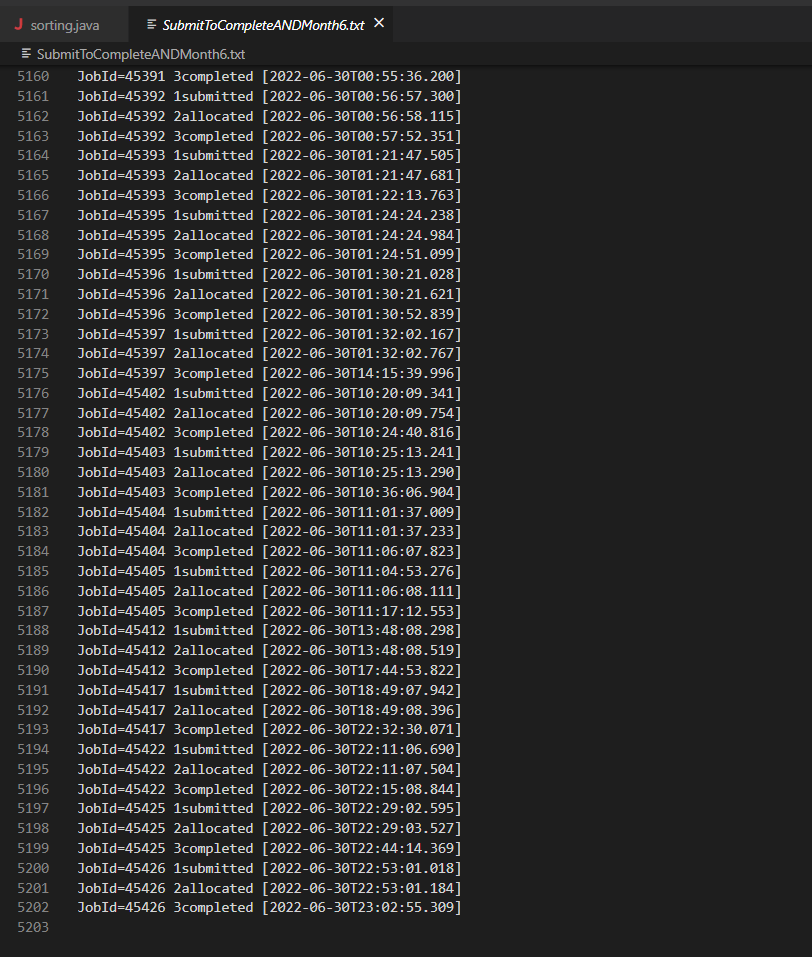 J sorting.java SubmitToCompleteANDMonth6.txt ×
SubmitToCompleteANDMonth6.txt
5160 JobId=45391 3completed [2022-06-30T00:55:36.200]
5161 JobId=45392 1submitted [2022-06-30T00:56:57.300]
5162 JobId=45392 2allocated [2022-06-30T00:56:58.115]
5163 JobId=45392 3completed [2022-06-30T00:57:52.351]
5164 JobId=45393 1submitted [2022-06-30T01:21:47.505]
5165 JobId=45393 2allocated [2022-06-30T01:21:47.681]
5166 JobId=45393 3completed [2022-06-30T01:22:13.763]
5167 JobId=45395 1submitted [2022-06-30T01:24:24.238]
5168 JobId=45395 2allocated [2022-06-30T01:24:24.984]
5169 JobId=45395 3completed [2022-06-30T01:24:51.099]
5170 JobId=45396 1submitted [2022-06-30T01:30:21.028]
5171 JobId=45396 2allocated [2022-06-30T01:30:21.621]
5172 JobId=45396 3completed [2022-06-30T01:30:52.839]
5173 JobId=45397 1submitted [2022-06-30T01:32:02.167]
5174 JobId=45397 2allocated [2022-06-30T01:32:02.767]
5175 JobId=45397 3completed [2022-06-30T14:15:39.996]
5176 JobId=45402 1submitted [2022-06-30T10:20:09.341]
5177 JobId=45402 2allocated [2022-06-30T10:20:09.754]
5178 JobId=45402 3completed [2022-06-30T10:24:40.816]
5179 JobId=45403 1submitted [2022-06-30T10:25:13.241]
5180 JobId=45403 2allocated [2022-06-30T10:25:13.290]
5181 JobId=45403 3completed [2022-06-30T10:36:06.904]
5182 JobId=45404 1submitted [2022-06-30T11:01:37.009]
5183 JobId=45404 2allocated [2022-06-30T11:01:37.233]
5184 JobId=45404 3completed [2022-06-30T11:06:07.823]
5185 JobId=45405 1submitted [2022-06-30T11:04:53.276]
5186 JobId=45405 2allocated [2022-06-30T11:06:08.111]
5187 JobId=45405 3completed [2022-06-30T11:17:12.553]
5188 JobId=45412 1submitted [2022-06-30T13:48:08.298]
5189 JobId=45412 2allocated [2022-06-30T13:48:08.519]
5190 JobId=45412 3completed [2022-06-30T17:44:53.822]
5191 JobId=45417 1submitted [2022-06-30T18:49:07.942]
5192 JobId=45417 2allocated [2022-06-30T18:49:08.396]
5193 JobId=45417 3completed [2022-06-30T22:32:30.071]
5194 JobId=45422 1submitted [2022-06-30T22:11:06.690]
5195 JobId=45422 2allocated [2022-06-30T22:11:07.504]
5196 JobId=45422 3completed [2022-06-30T22:15:08.844]
5197 JobId=45425 1submitted [2022-06-30T22:29:02.595]
5198 JobId=45425 2allocated [2022-06-30T22:29:03.527]
5199 JobId=45425 3completed [2022-06-30T22:44:14.369]
5200 JobId=45426 1submitted [2022-06-30T22:53:01.018]
5201 JobId=45426 2allocated [2022-06-30T22:53:01.184]
5202 JobId=45426 3completed [2022-06-30T23:02:55.309]
5203